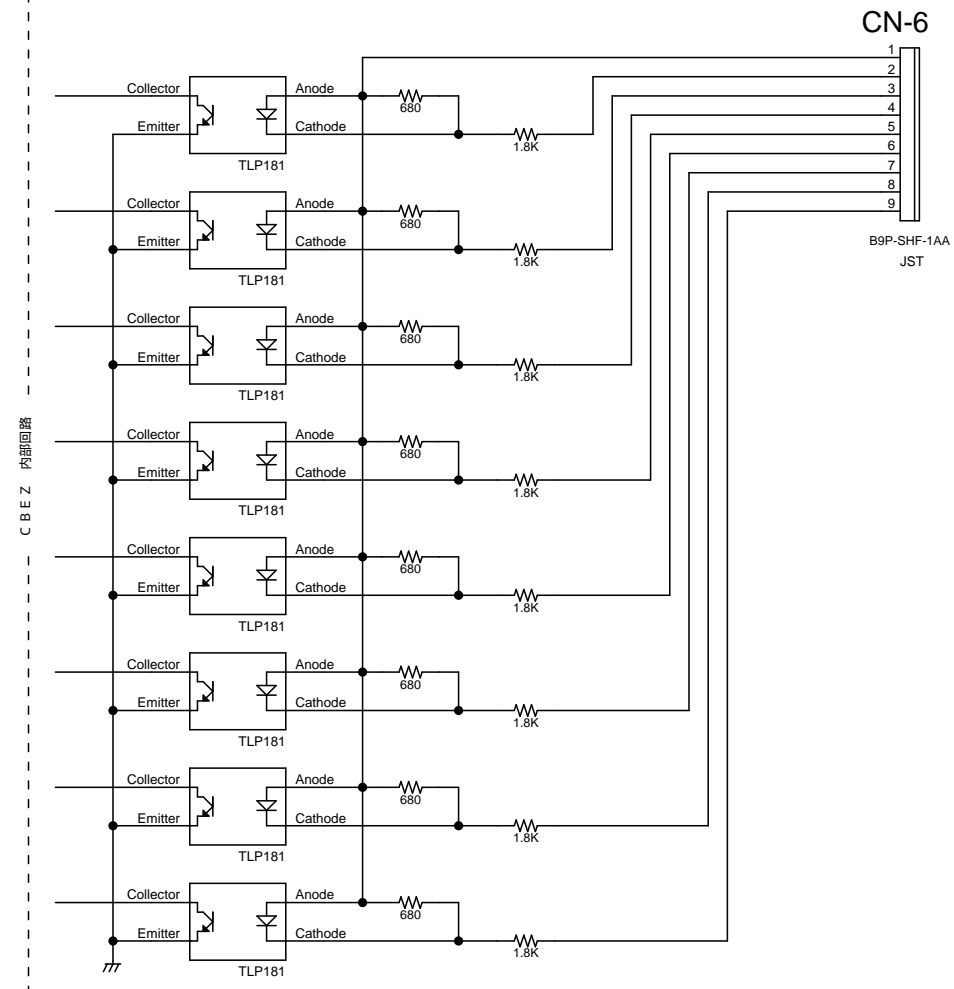 CN-6
1
2
3
4
5
6
7
8
9
B9P-SHF-1AA
JST
Collector Anode
680
Emitter Cathode
1.8K
TLP181
Collector Anode
680
Emitter Cathode
1.8K
TLP181
Collector Anode
680
Emitter Cathode
1.8K
TLP181
Collector Anode
680
Emitter Cathode
1.8K
TLP181
Collector Anode
680
Emitter Cathode
1.8K
TLP181
Collector Anode
680
Emitter Cathode
1.8K
TLP181
Collector Anode
680
Emitter Cathode
1.8K
TLP181
Collector Anode
680
Emitter Cathode
1.8K
TLP181
CBEZ 内部回路